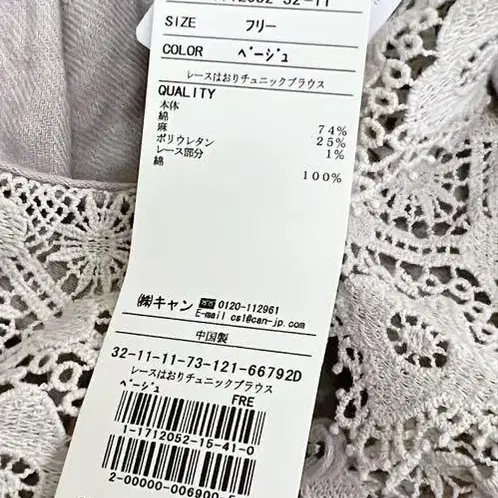 SIZE フリー
COLOR ベージュ
レースはおりチュニックブラウス
QUALITY
本体
綿 74%
麻 25%
ポリウレタン 1%
レース部分
綿 100%
㈱キャン 0120-112961
E-mail cs1@can-jp.com
中国製
32-11-11-73-121-66792D
レースはおりチュニックブラウス
ベージュ
FRE
1-1712052-15-41-0
2-00000-006900-